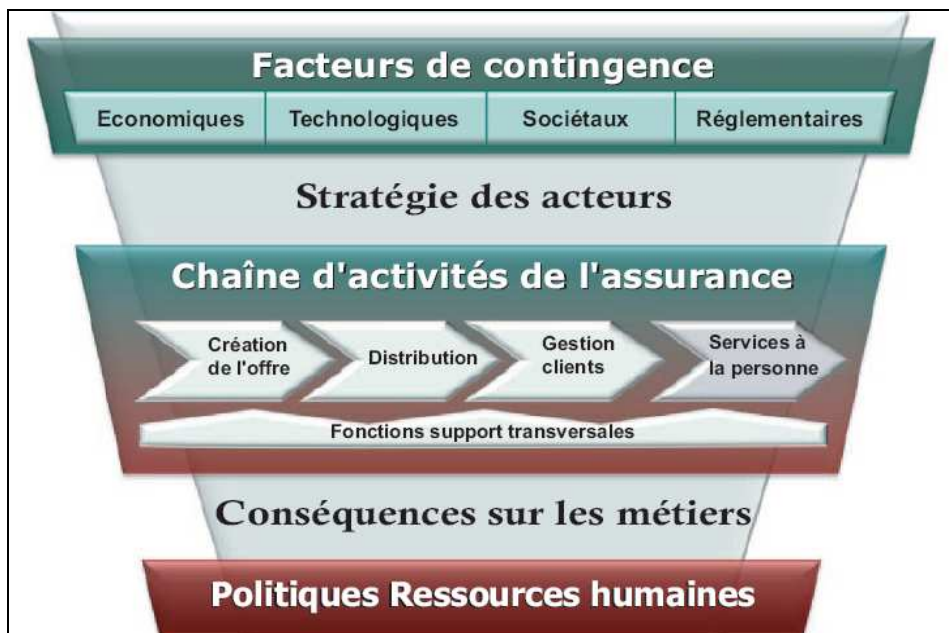 Facteurs de contingence
Economiques Technologiques Sociétaux Réglementaires
Stratégie des acteurs
Chaîne d'activités de l'assurance
Création
de l'offre
Distribution
Gestion
clients
Services à
la personne
Fonctions support transversales
Conséquences sur les métiers
Politiques Ressources humaines